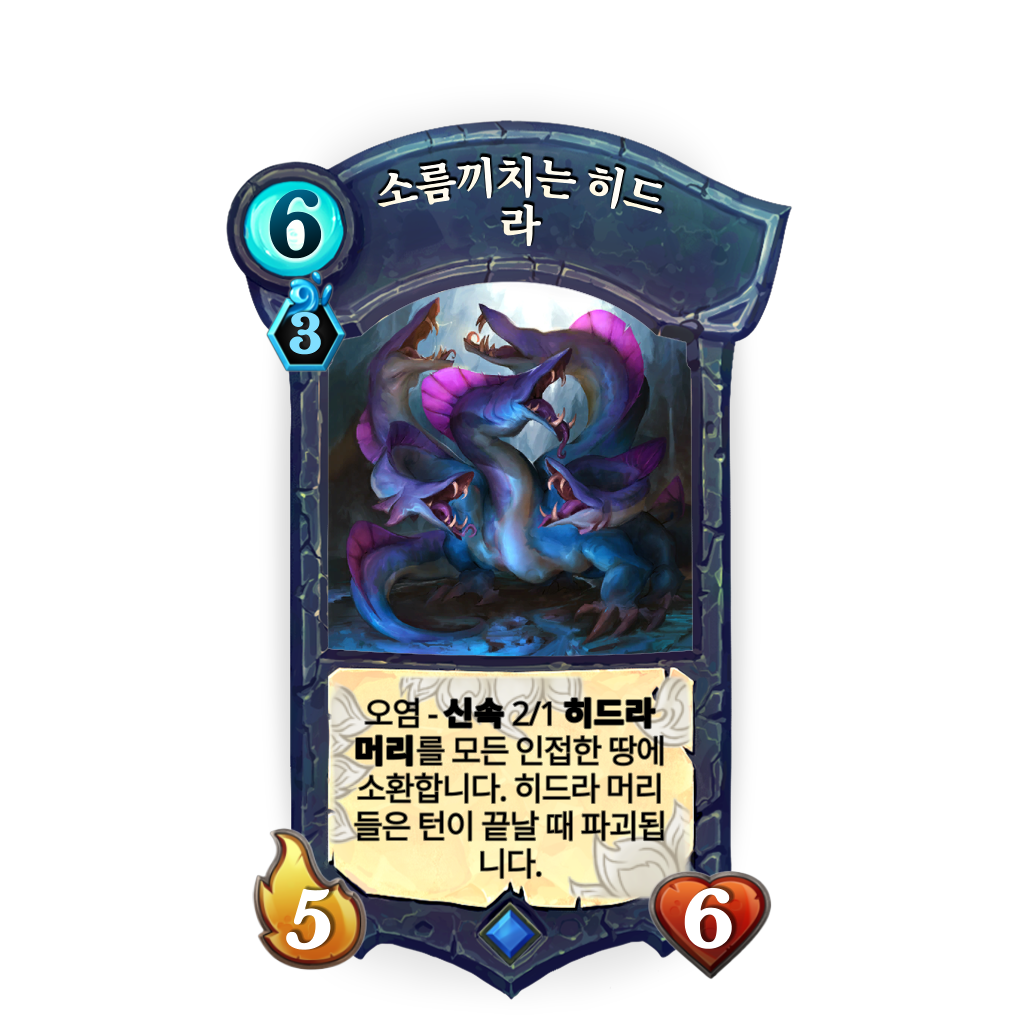 6
소름끼치는 히드
라
3
오염 - 신속 2/1 히드라
머리를 모든 인접한 땅에
소환합니다. 히드라 머리
들은 턴이 끝날 때 파괴됩
니다.
5
6